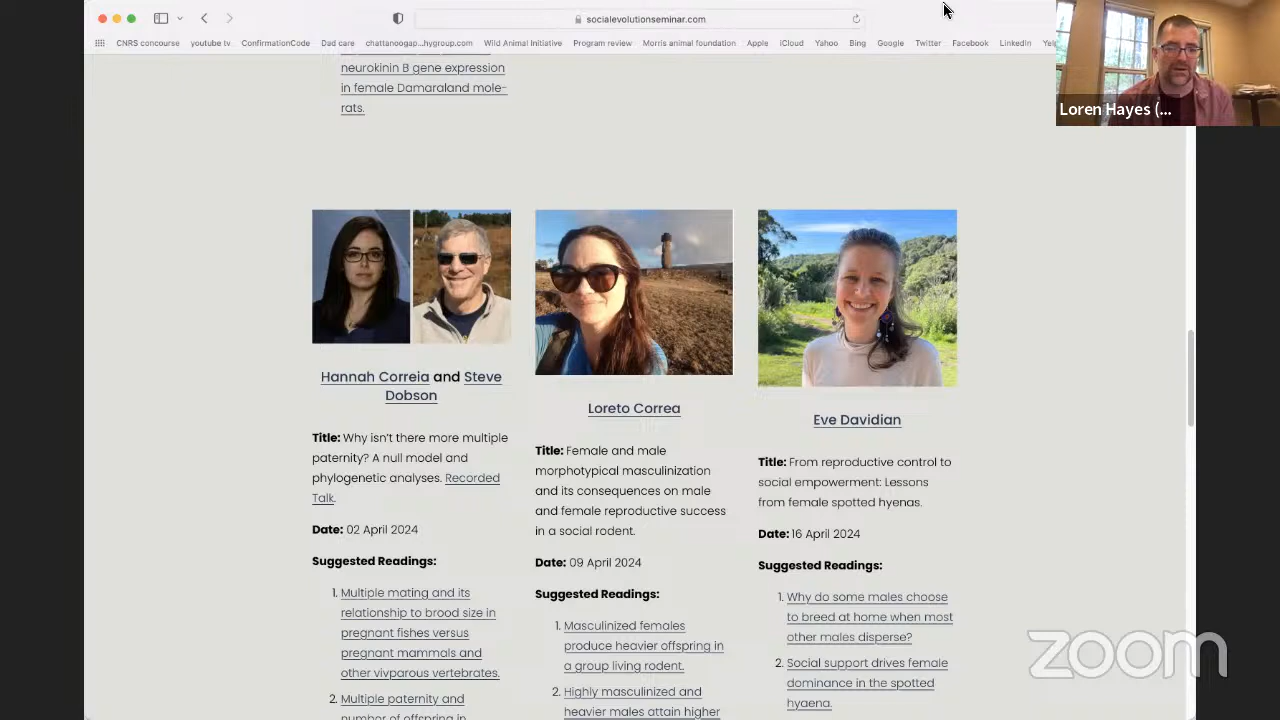 socialevolutionseminar.com
CNRS concourse
youtube tv
ConfirmationCode
Dad care
chattanoogap...hygroup.com
Wild Animal Initiative
Program review
Morris animal foundation
Apple
iCloud
Yahoo
Bing
Google
Twitter
Facebook
LinkedIn
Yel
Loren Hayes (...
neurokinin B gene expression
in female Damaraland mole-
rats.
Hannah Correia and Steve
Dobson
Title: Why isn't there more multiple
paternity? A null model and
phylogenetic analyses. Recorded
Talk.
Date: 02 April 2024
Suggested Readings:
1. Multiple mating and its
relationship to brood size in
pregnant fishes versus
pregnant mammals and
other vivparous vertebrates.
2. Multiple paternity and
number of offspring in
Loreto Correa
Title: Female and male
morphotypical masculinization
and its consequences on male
and female reproductive success
in a social rodent.
Date: 09 April 2024
Suggested Readings:
1. Masculinized females
produce heavier offspring in
a group living rodent.
2. Highly masculinized and
heavier males attain higher
Eve Davidian
Title: From reproductive control to
social empowerment: Lessons
from female spotted hyenas.
Date: 16 April 2024
Suggested Readings:
1. Why do some males choose
to breed at home when most
other males disperse?
2. Social support drives female
dominance in the spotted
hyaena.
zoom